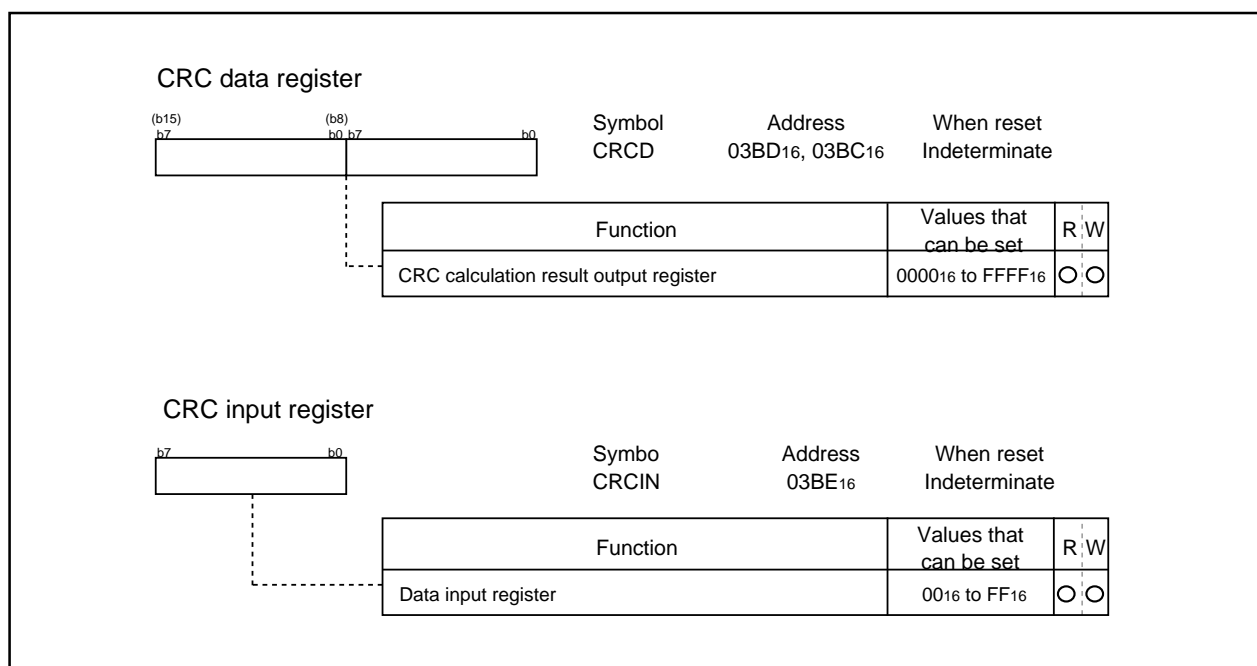 CRC data register
(b15) (b8)
b7 b0 b7 b0
Symbol Address When reset
CRCD 03BD16, 03BC16 Indeterminate
Function Values that can be set R W
CRC calculation result output register 000016 to FFFF16
CRC input register
b7 b0
Symbo Address When reset
CRCIN 03BE16 Indeterminate
Function Values that can be set R W
Data input register 0016 to FF16